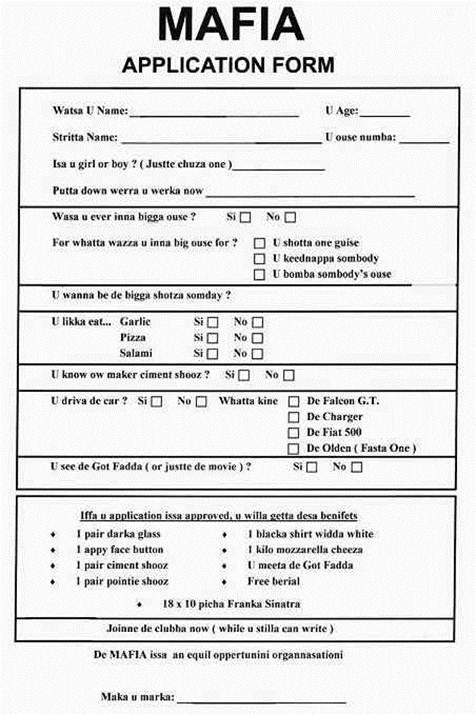 MAFIA
APPLICATION FORM
Watsa U Name: U Age:
Stritta Name: U ouse numba:
Isa u girl or boy ? ( Justte chuza one )
Putta down werra u werka now
Wasa u ever inna bigga ouse ? Si No
For whatta wazza u inna big ouse for ? U shotta one guise
U keednappa sombody
U bomba sombody's ouse
U wanna be de bigga shotza somday ?
U likka eat... Garlic Si No
Pizza Si No
Salami Si No
U know ow maker ciment shooz ? Si No
U driva de car ? Si No Whatta kine De Falcon G.T.
De Charger
De Fiat 500
De Olden ( Fasta One )
U see de Got Fadda ( or justte de movie ) ? Si No
Iffa u application issa approved, u willa getta desa benifets
1 pair darka glass 1 blacka shirt widda white
1 appy face button 1 kilo mozzarella cheeza
1 pair ciment shooz U meeta de Got Fadda
1 pair pointie shooz Free berial
18 x 10 picha Franka Sinatra
Joinne de clubba now ( while u stilla can write )
De MAFIA issa an equil oppertunini organnasationi
Maka u marka: